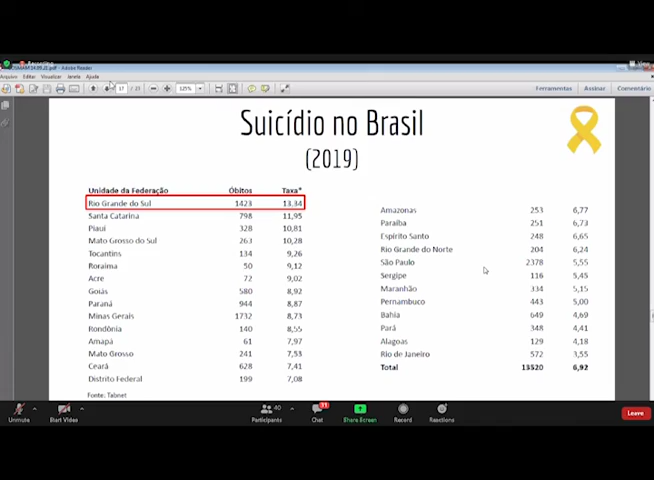 Arquivo Editar Visualizar Janela Ajuda
17 / 21 125%
Ferramentas Assinar Comentário
Suicídio no Brasil
(2019)
Unidade da Federação Óbitos Taxa*
Rio Grande do Sul 1423 13,34
Santa Catarina 798 11,95
Piauí 328 10,81
Mato Grosso do Sul 263 10,28
Tocantins 134 9,26
Roraima 50 9,12
Acre 72 9,02
Goiás 580 8,92
Paraná 944 8,87
Minas Gerais 1732 8,73
Rondônia 140 8,55
Amapá 61 7,97
Mato Grosso 241 7,53
Ceará 628 7,41
Distrito Federal 199 7,08
Fonte: Tabnet
Amazonas 253 6,77
Paraíba 251 6,73
Espírito Santo 248 6,65
Rio Grande do Norte 204 6,24
São Paulo 2378 5,55
Sergipe 116 5,45
Maranhão 334 5,15
Pernambuco 443 5,00
Bahia 649 4,69
Pará 348 4,41
Alagoas 129 4,18
Rio de Janeiro 572 3,55
Total 13520 6,92
Unmute Start Video Participants 40 Chat 31 Share Screen Record Reactions Leave